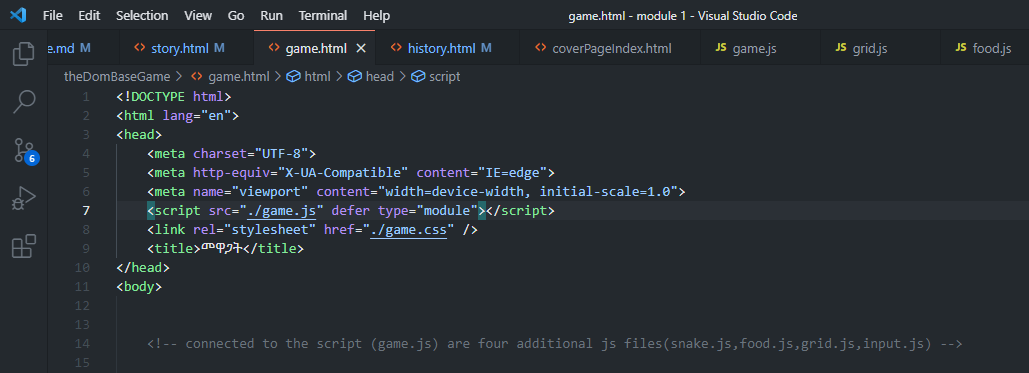 File Edit Selection View Go Run Terminal Help game.html - module 1 - Visual Studio Code
e.md M story.html M game.html history.html M coverPageIndex.html JS game.js JS grid.js JS food.js
theDomBaseGame > game.html > html > head > script
1 <!DOCTYPE html>
2 <html lang="en">
3 <head>
4 <meta charset="UTF-8">
5 <meta http-equiv="X-UA-Compatible" content="IE=edge">
6 <meta name="viewport" content="width=device-width, initial-scale=1.0">
7 <script src="./game.js" defer type="module"></script>
8 <link rel="stylesheet" href="./game.css" />
9 <title>መዋጋት</title>
10 </head>
11 <body>
12
13
14 <!-- connected to the script (game.js) are four additional js files(snake.js,food.js,grid.js,input.js) -->
15
6